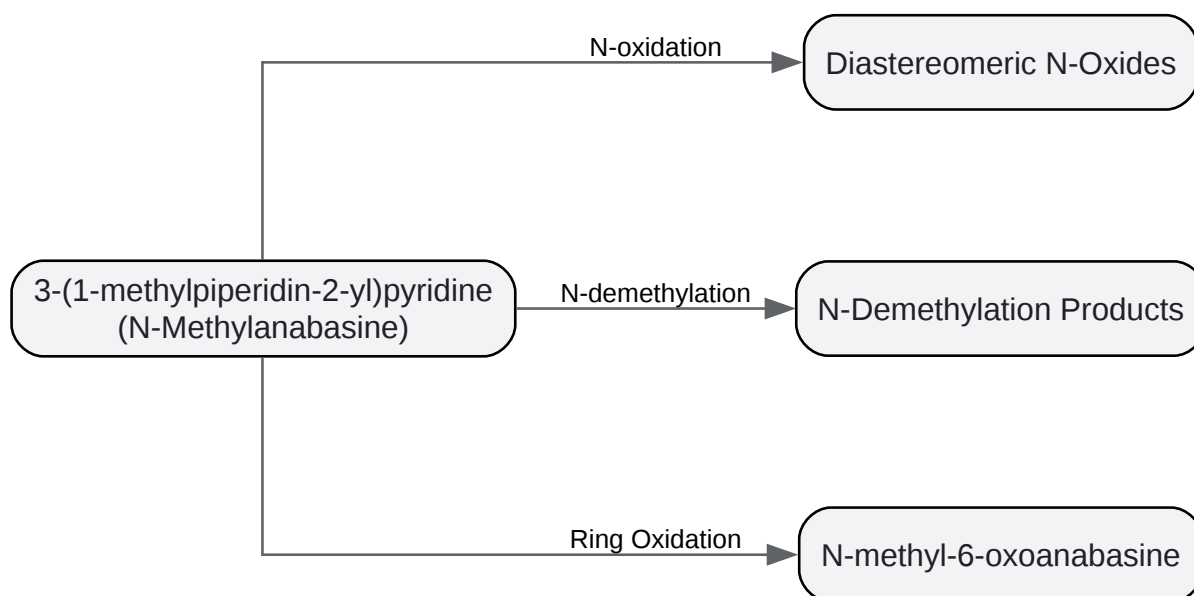 N-oxidation
Diastereomeric N-Oxides
3-(1-methylpiperidin-2-yl)pyridine
(N-Methylanabasine)
N-demethylation
N-Demethylation Products
Ring Oxidation
N-methyl-6-oxoanabasine